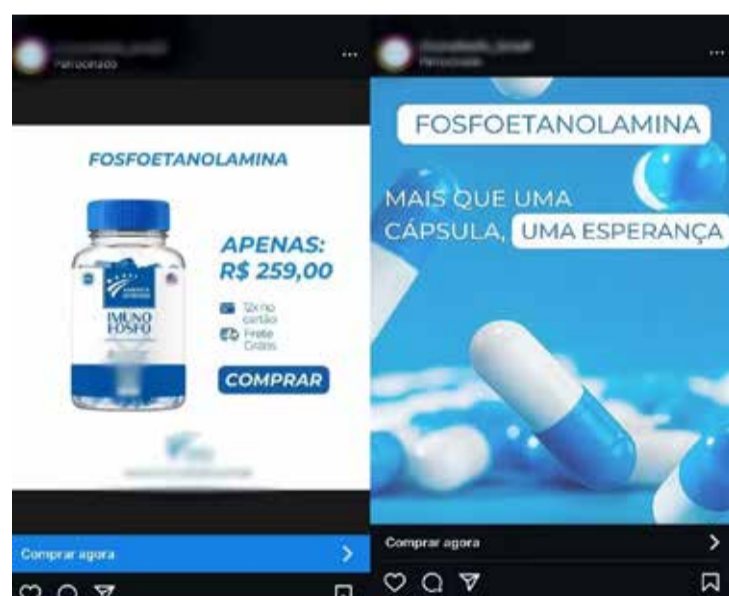 Patrocinado
FOSFOETANOLAMINA
IMUNO
FOSFO
APENAS:
R$ 259,00
12x no
cartão
Frete
Grátis
COMPRAR
Comprar agora
Patrocinado
FOSFOETANOLAMINA
MAIS QUE UMA
CÁPSULA, UMA ESPERANÇA
Comprar agora